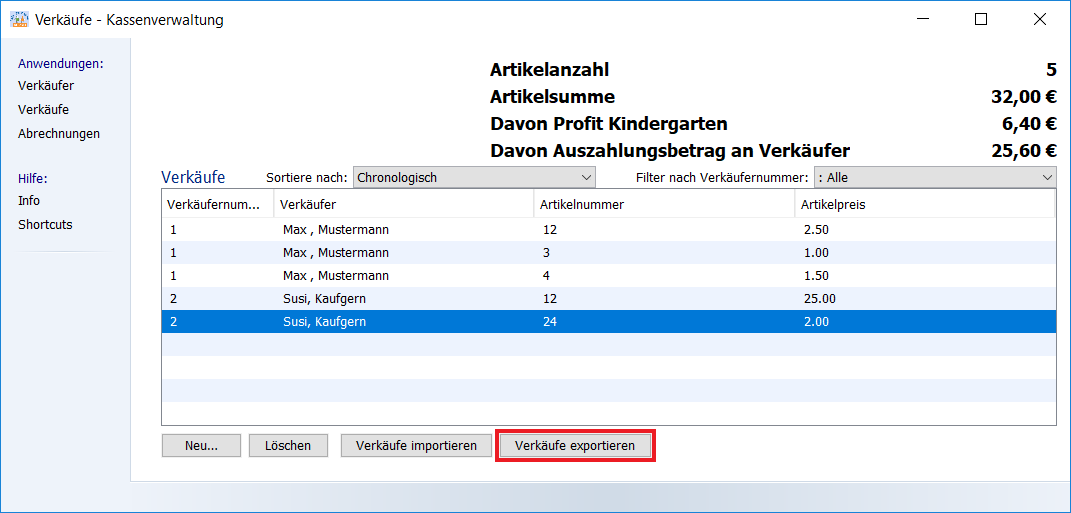 Verkäufe - Kassenverwaltung
Anwendungen:
Verkäufer
Verkäufe
Abrechnungen
Hilfe:
Info
Shortcuts
Artikelanzahl 5
Artikelsumme 32,00 €
Davon Profit Kindergarten 6,40 €
Davon Auszahlungsbetrag an Verkäufer 25,60 €
Verkäufe Sortiere nach: Chronologisch Filter nach Verkäufernummer: : Alle
Verkäufernum... Verkäufer Artikelnummer Artikelpreis
1 Max , Mustermann 12 2.50
1 Max , Mustermann 3 1.00
1 Max , Mustermann 4 1.50
2 Susi, Kaufgern 12 25.00
2 Susi, Kaufgern 24 2.00
Neu... Löschen Verkäufe importieren Verkäufe exportieren